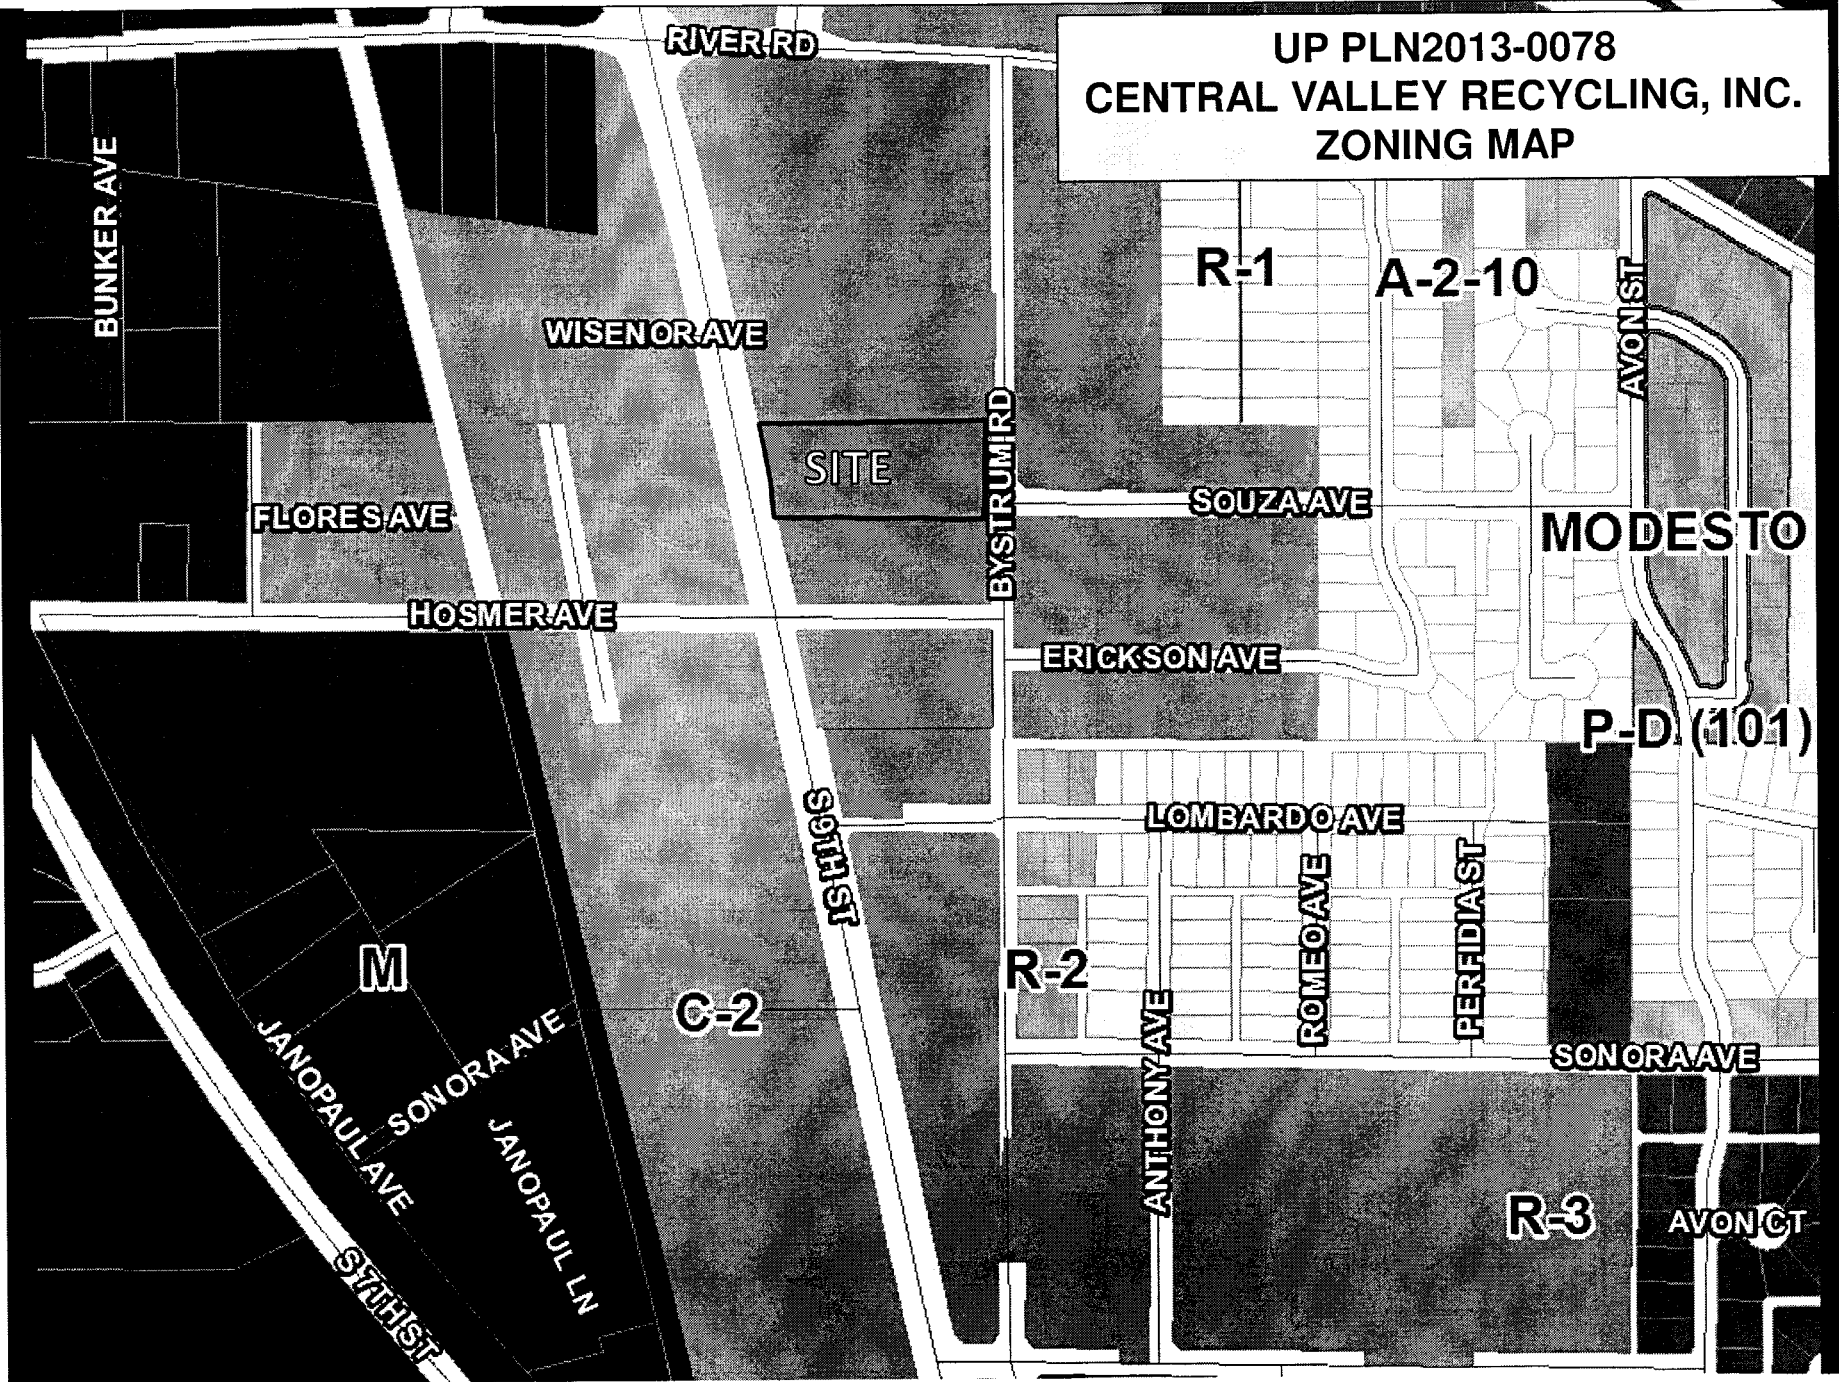 RIVER RD
UP PLN2013-0078
CENTRAL VALLEY RECYCLING, INC.
ZONING MAP
BUNKER AVE
R-1
A-2-10
AVON ST
WISENOR AVE
SITE
BYSTRUM RD
SOUZA AVE
FLORES AVE
MODESTO
HOSMER AVE
ERICKSON AVE
P-D (101)
S 9TH ST
LOMBARDO AVE
ROMEO AVE
PERFIDIA ST
M
R-2
C-2
ANTHONY AVE
SONORA AVE
JANOPAUL AVE
SONORA AVE
JANOPAUL LN
R-3
AVON CT
S 7TH ST